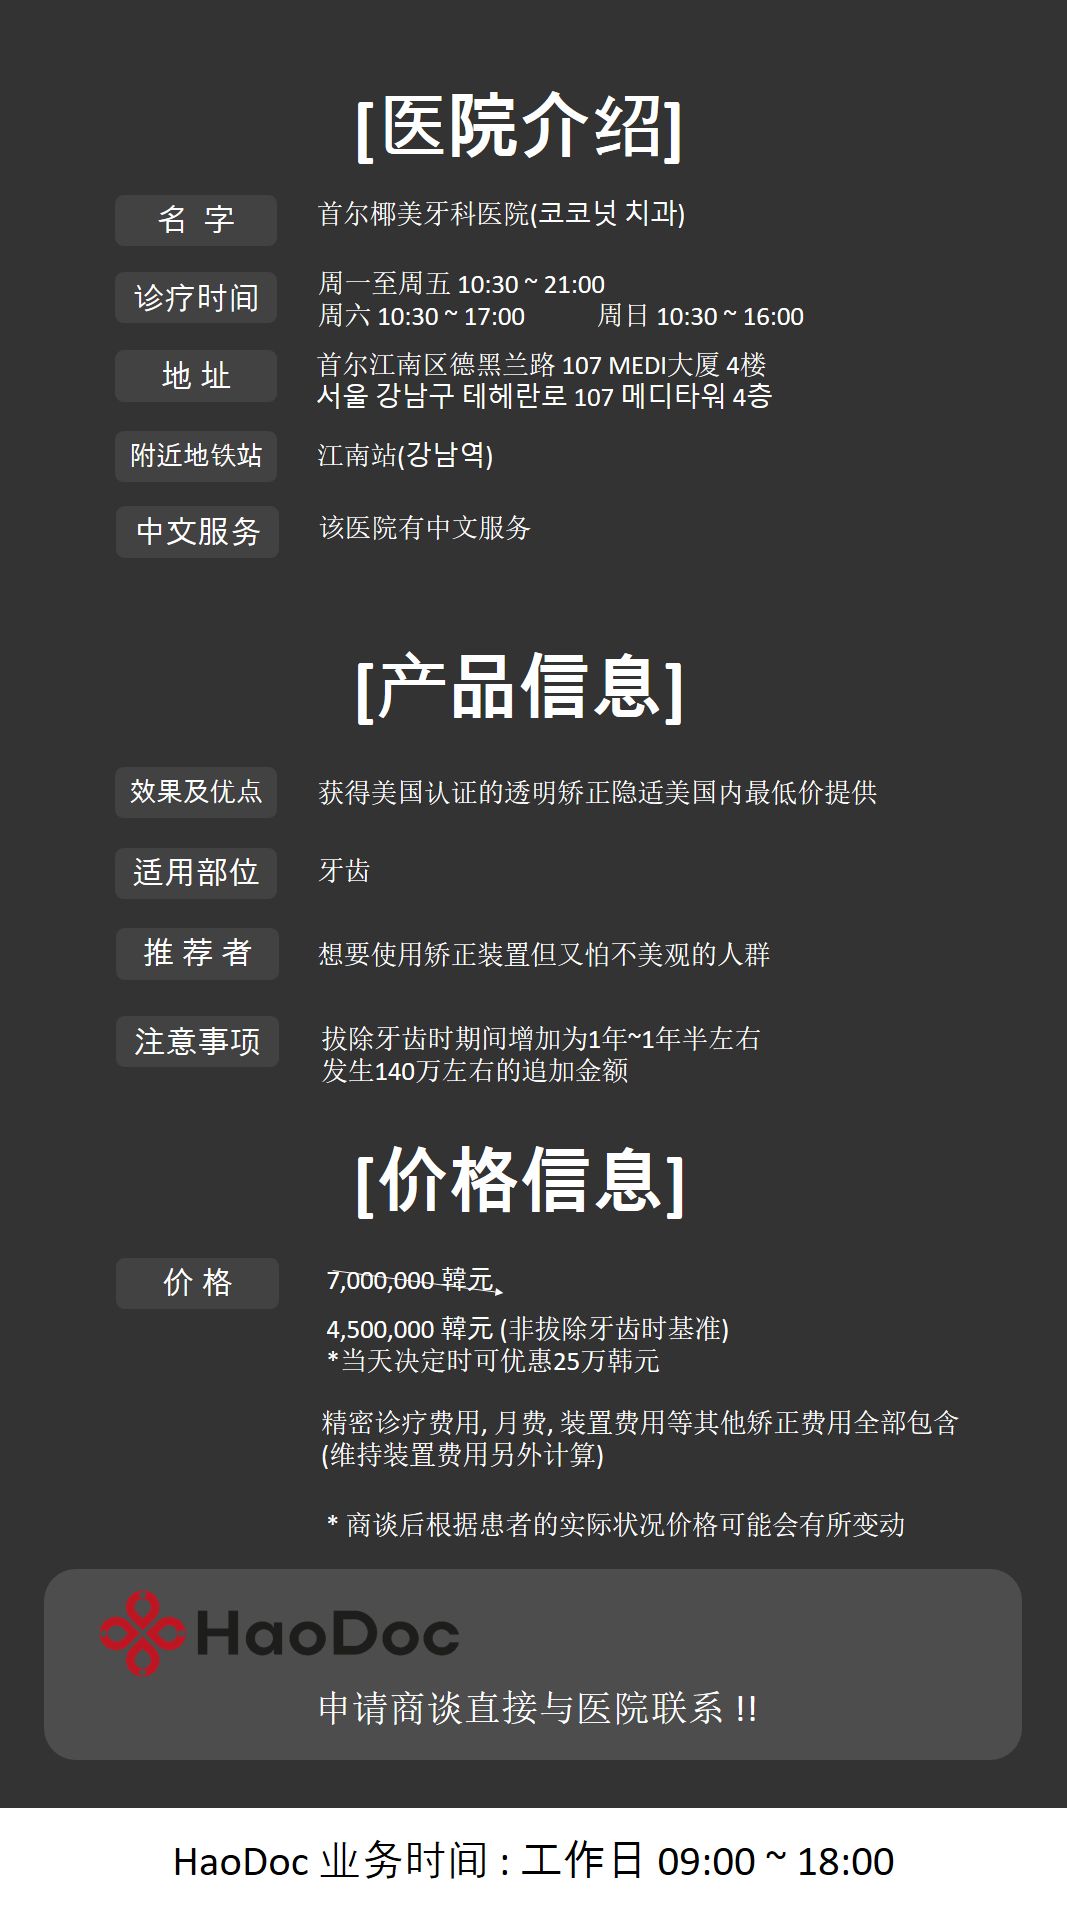 [医院介绍]
名 字
首尔椰美牙科医院(코코넛 치과)
诊疗时间
周一至周五 10:30 ~ 21:00
周六 10:30 ~ 17:00 周日 10:30 ~ 16:00
地 址
首尔江南区德黑兰路 107 MEDI大厦 4楼
서울 강남구 테헤란로 107 메디타워 4층
附近地铁站
江南站(강남역)
中文服务
该医院有中文服务
[产品信息]
效果及优点
获得美国认证的透明矫正隐适美国内最低价提供
适用部位
牙齿
推 荐 者
想要使用矫正装置但又怕不美观的人群
注意事项
拔除牙齿时期间增加为1年~1年半左右
发生140万左右的追加金额
[价格信息]
价 格
7,000,000 韓元
4,500,000 韓元 (非拔除牙齿时基准)
*当天决定时可优惠25万韩元
精密诊疗费用, 月费, 装置费用等其他矫正费用全部包含
(维持装置费用另外计算)
* 商谈后根据患者的实际状况价格可能会有所变动
HaoDoc
申请商谈直接与医院联系 !!
HaoDoc 业务时间 : 工作日 09:00 ~ 18:00